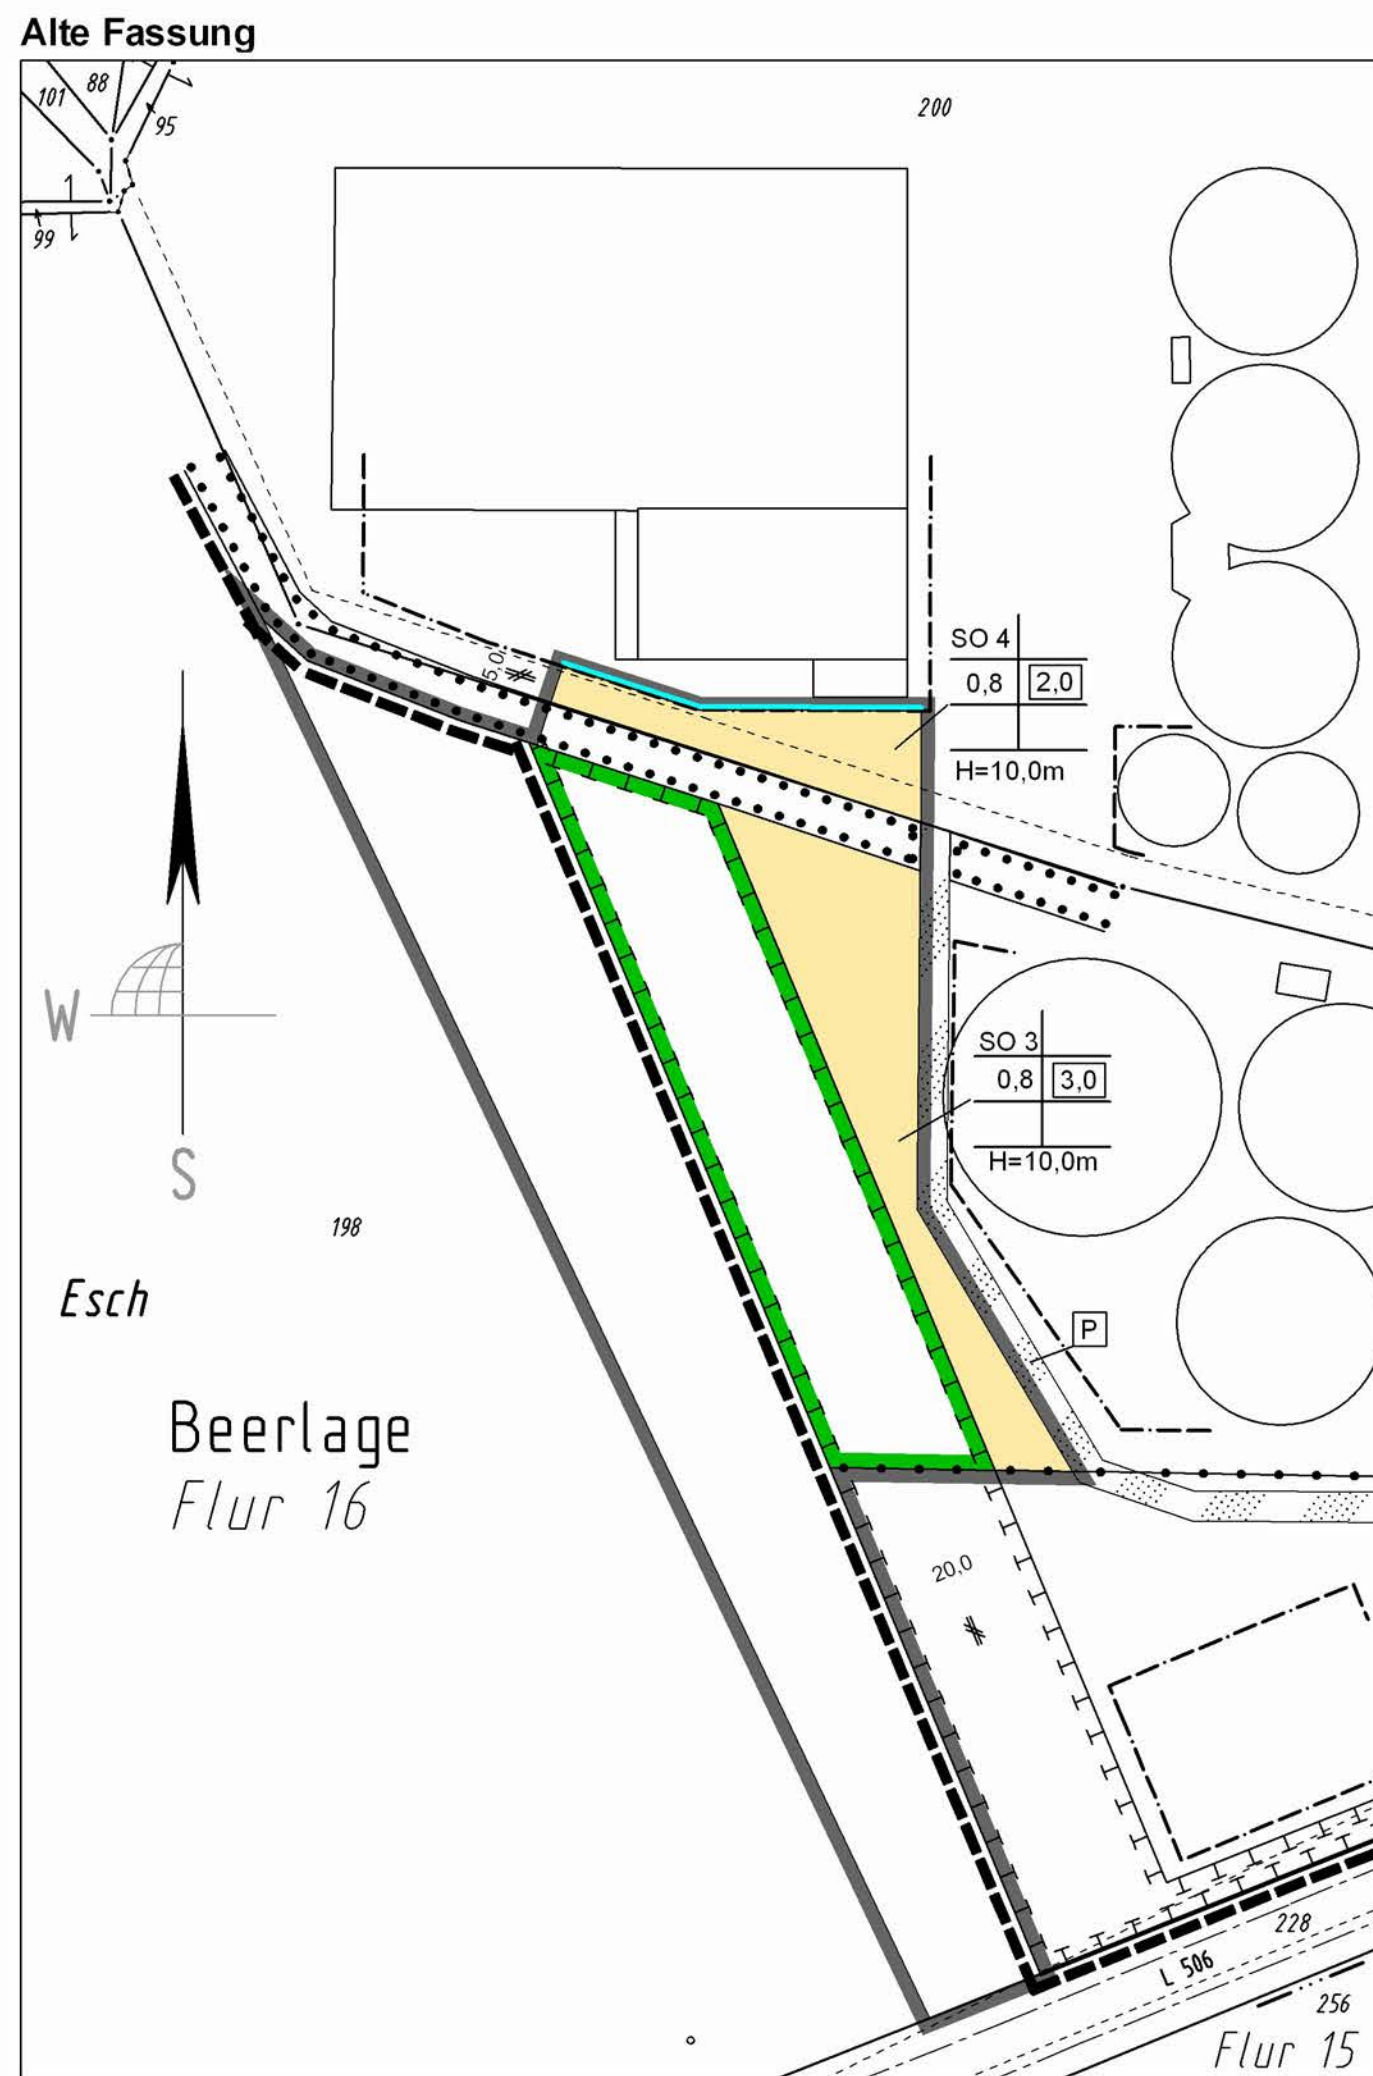 Alte Fassung
101
88
95
99
200
5,0
SO 4
0,8 2,0
H=10,0m
W
S
SO 3
0,8 3,0
H=10,0m
198
Esch
P
Beerlage
Flur 16
20,0
228
L 506
256
Flur 15